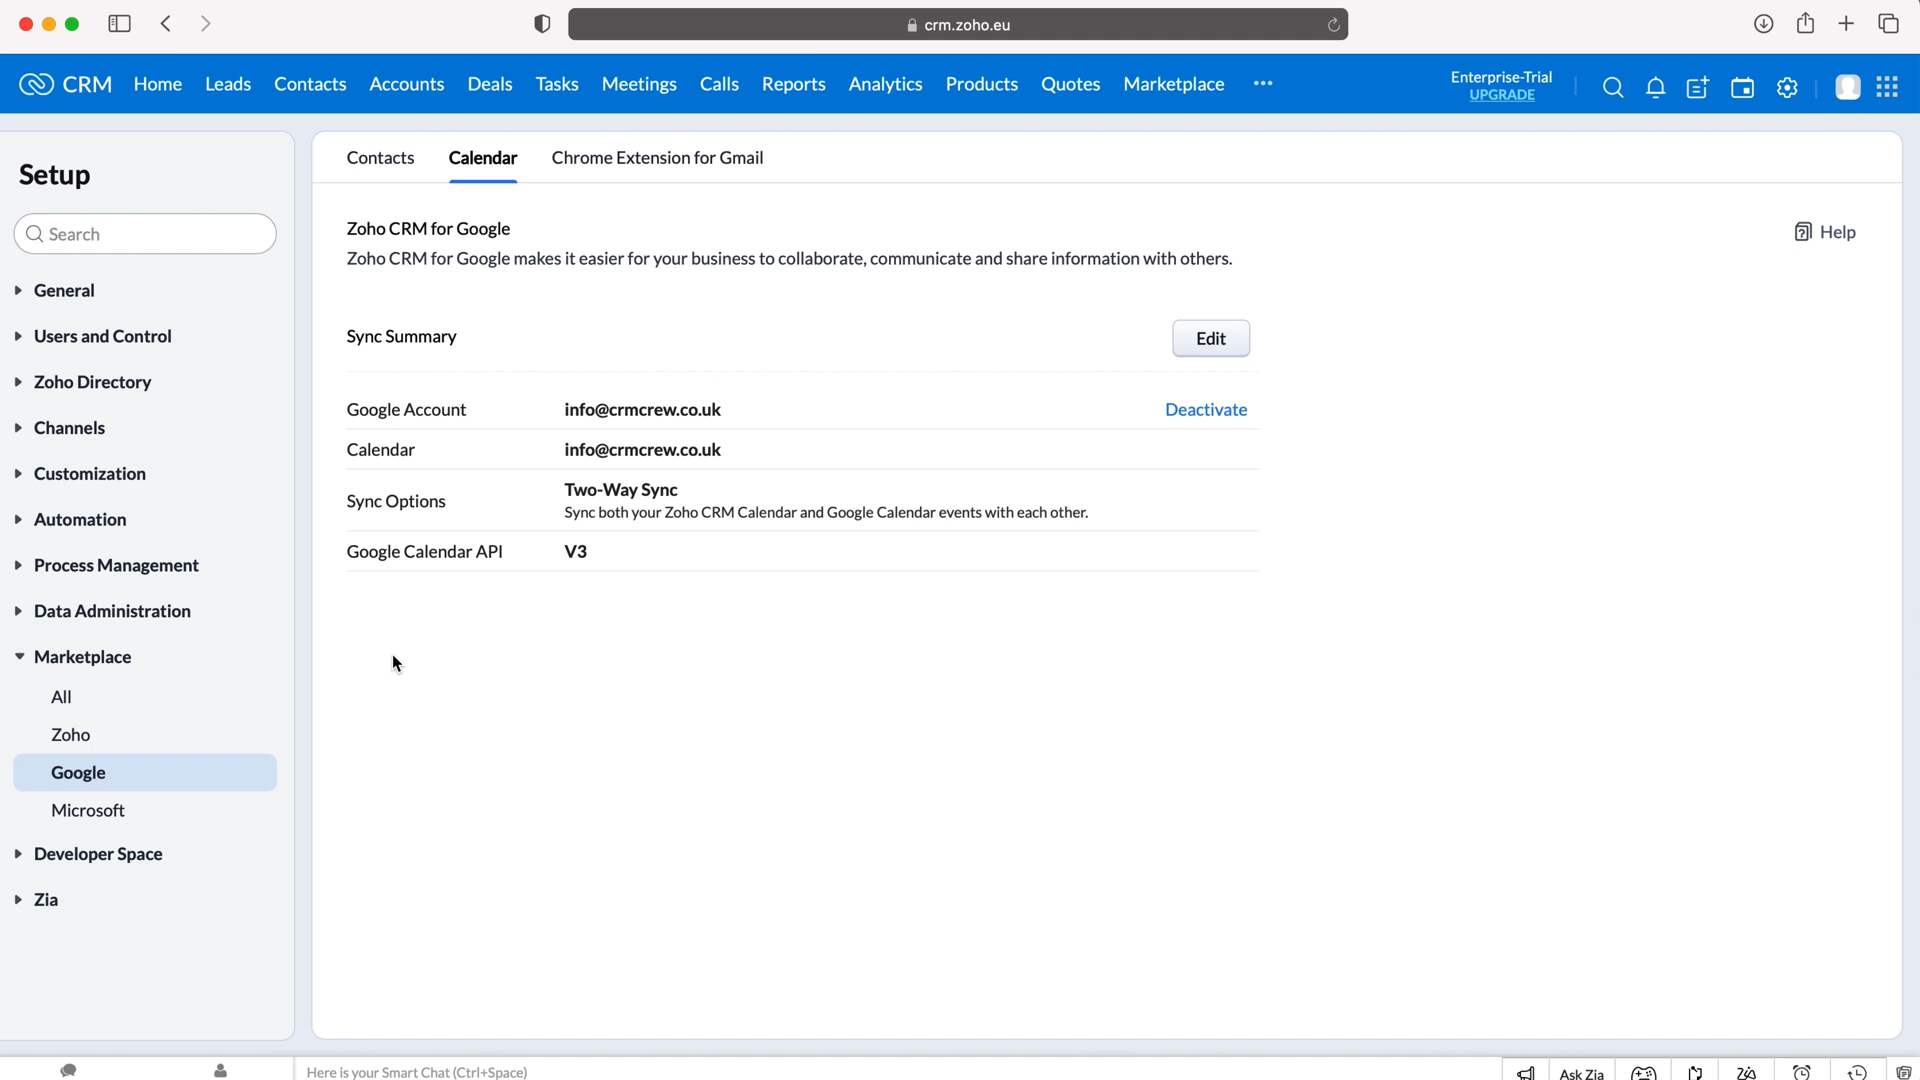 crm.zoho.eu
CRM Home Leads Contacts Accounts Deals Tasks Meetings Calls Reports Analytics Products Quotes Marketplace ••• Enterprise-Trial
UPGRADE
Setup
Search
General
Users and Control
Zoho Directory
Channels
Customization
Automation
Process Management
Data Administration
Marketplace
All
Zoho
Google
Microsoft
Developer Space
Zia
Contacts Calendar Chrome Extension for Gmail
Zoho CRM for Google
Help
Zoho CRM for Google makes it easier for your business to collaborate, communicate and share information with others.
Sync Summary Edit
Google Account info@crmcrew.co.uk Deactivate
Calendar info@crmcrew.co.uk
Sync Options Two-Way Sync
Sync both your Zoho CRM Calendar and Google Calendar events with each other.
Google Calendar API V3
Here is your Smart Chat (Ctrl+Space) Ask Zia